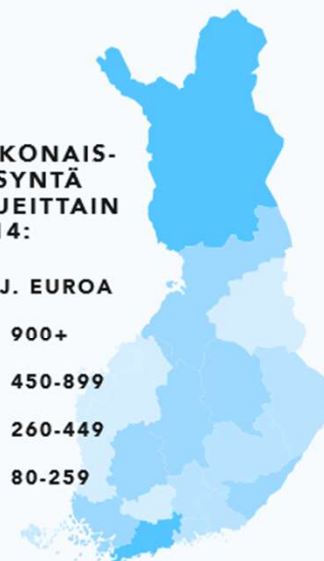 KONAIS-
SYNTÄ
UEITTAIN
14:
J. EUROA
900+
450-899
260-449
80-259